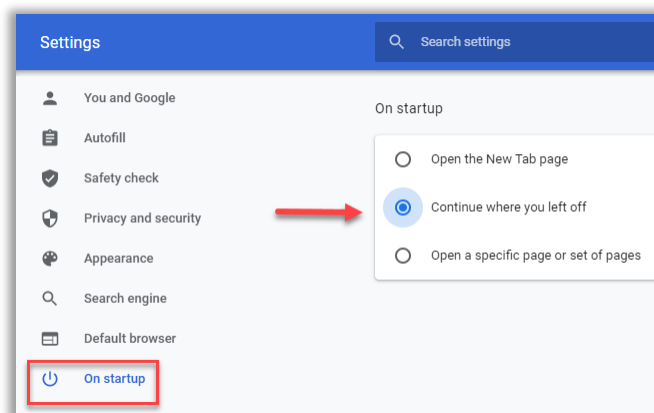 Settings
Search settings
You and Google
Autofill
Safety check
Privacy and security
Appearance
Search engine
Default browser
On startup
On startup
Open the New Tab page
Continue where you left off
Open a specific page or set of pages